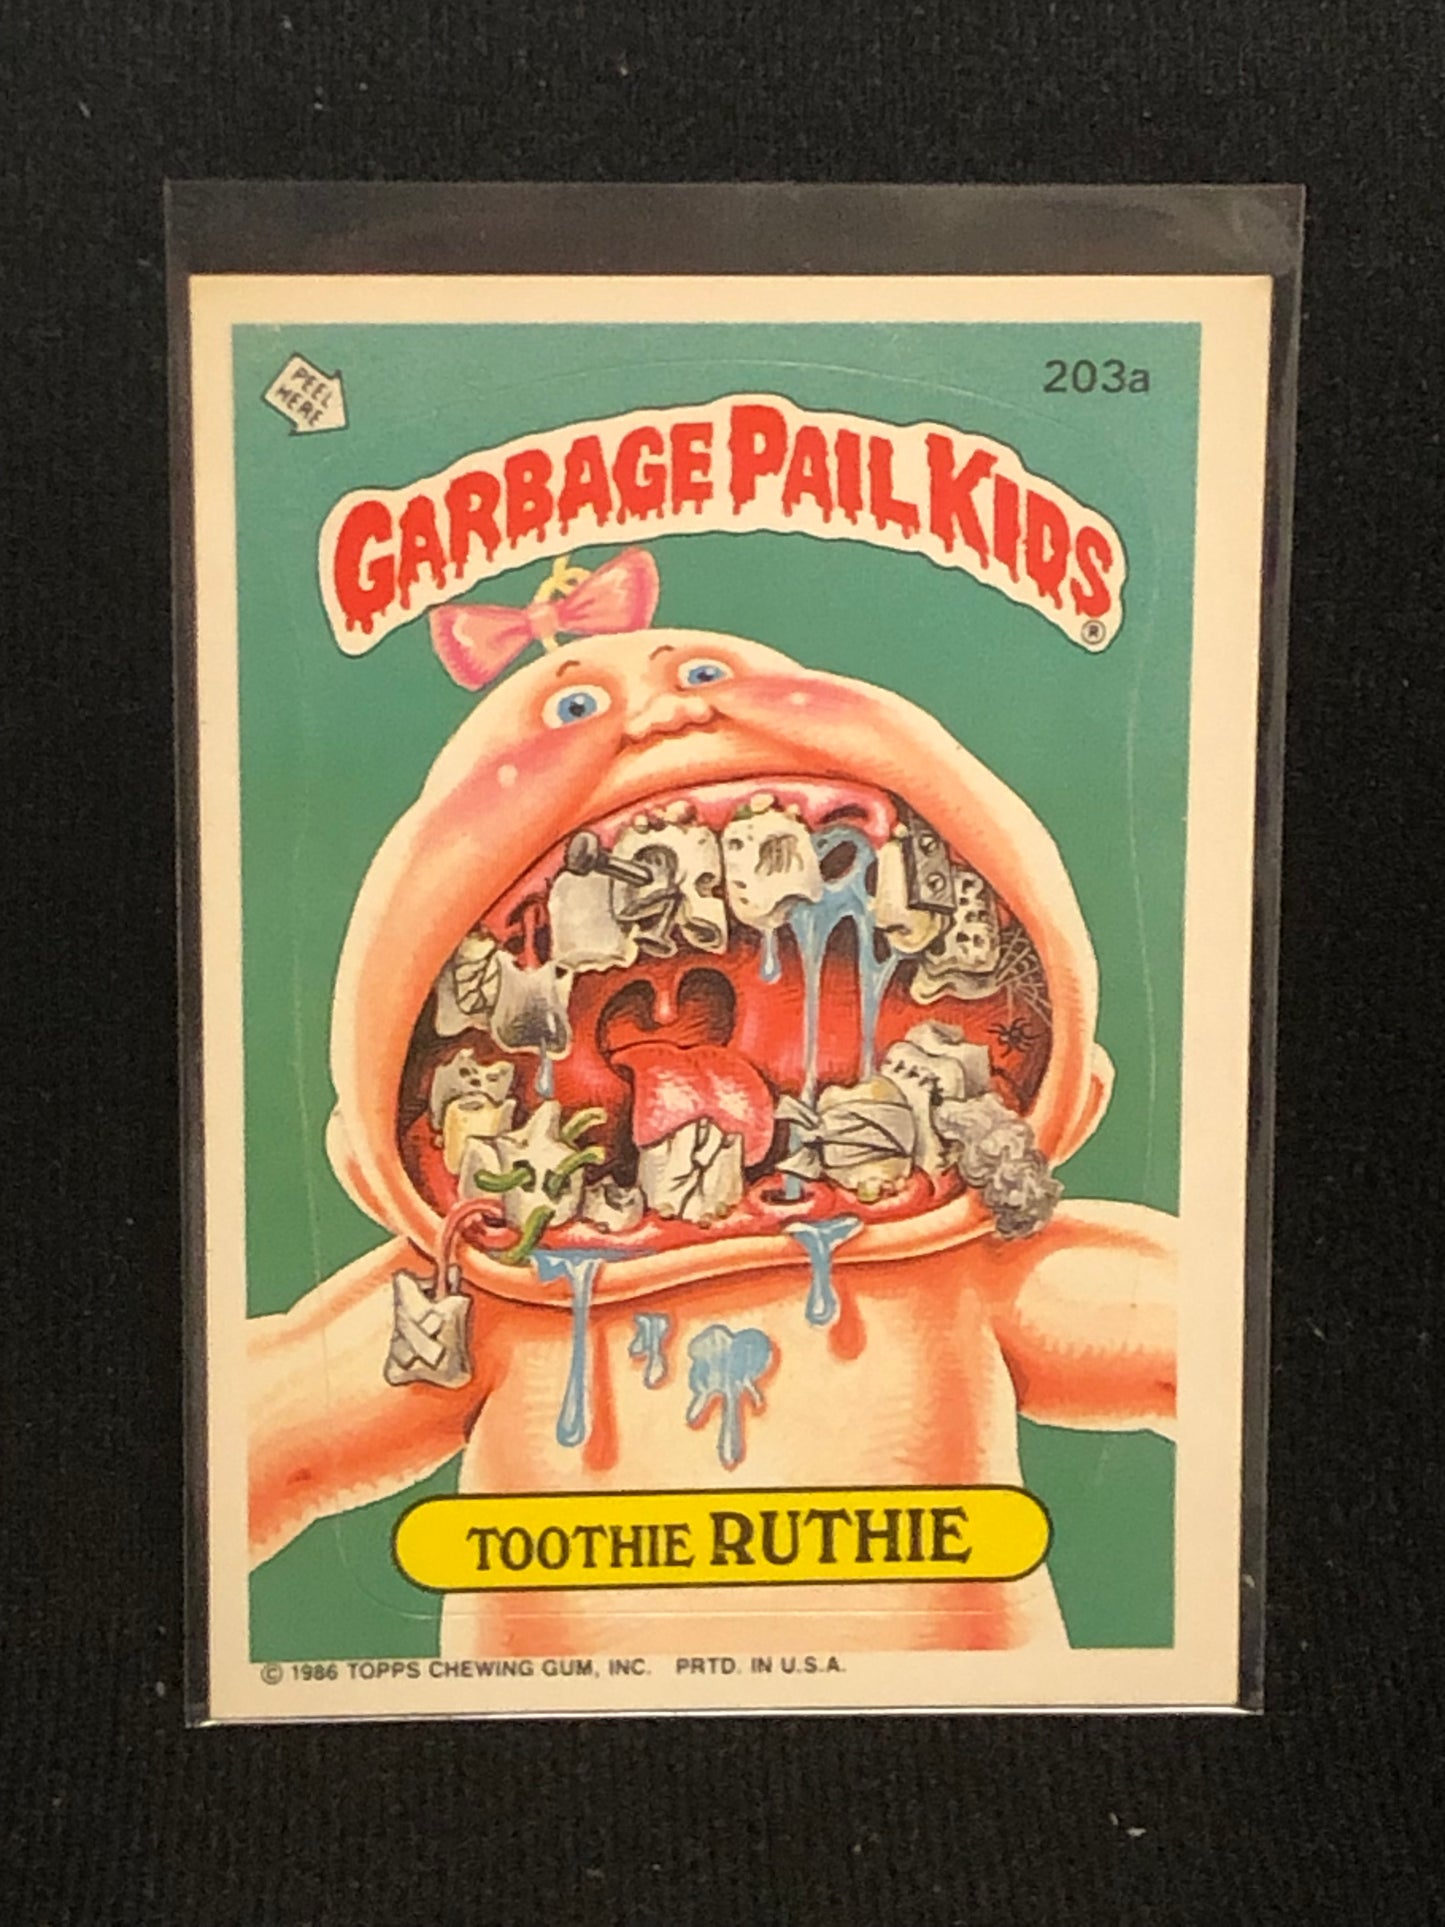 PEEL
HERE
203a
GARBAGE PAIL KIDS
®
TOOTHIE RUTHIE
© 1986 TOPPS CHEWING GUM, INC. PRTD. IN U.S.A.